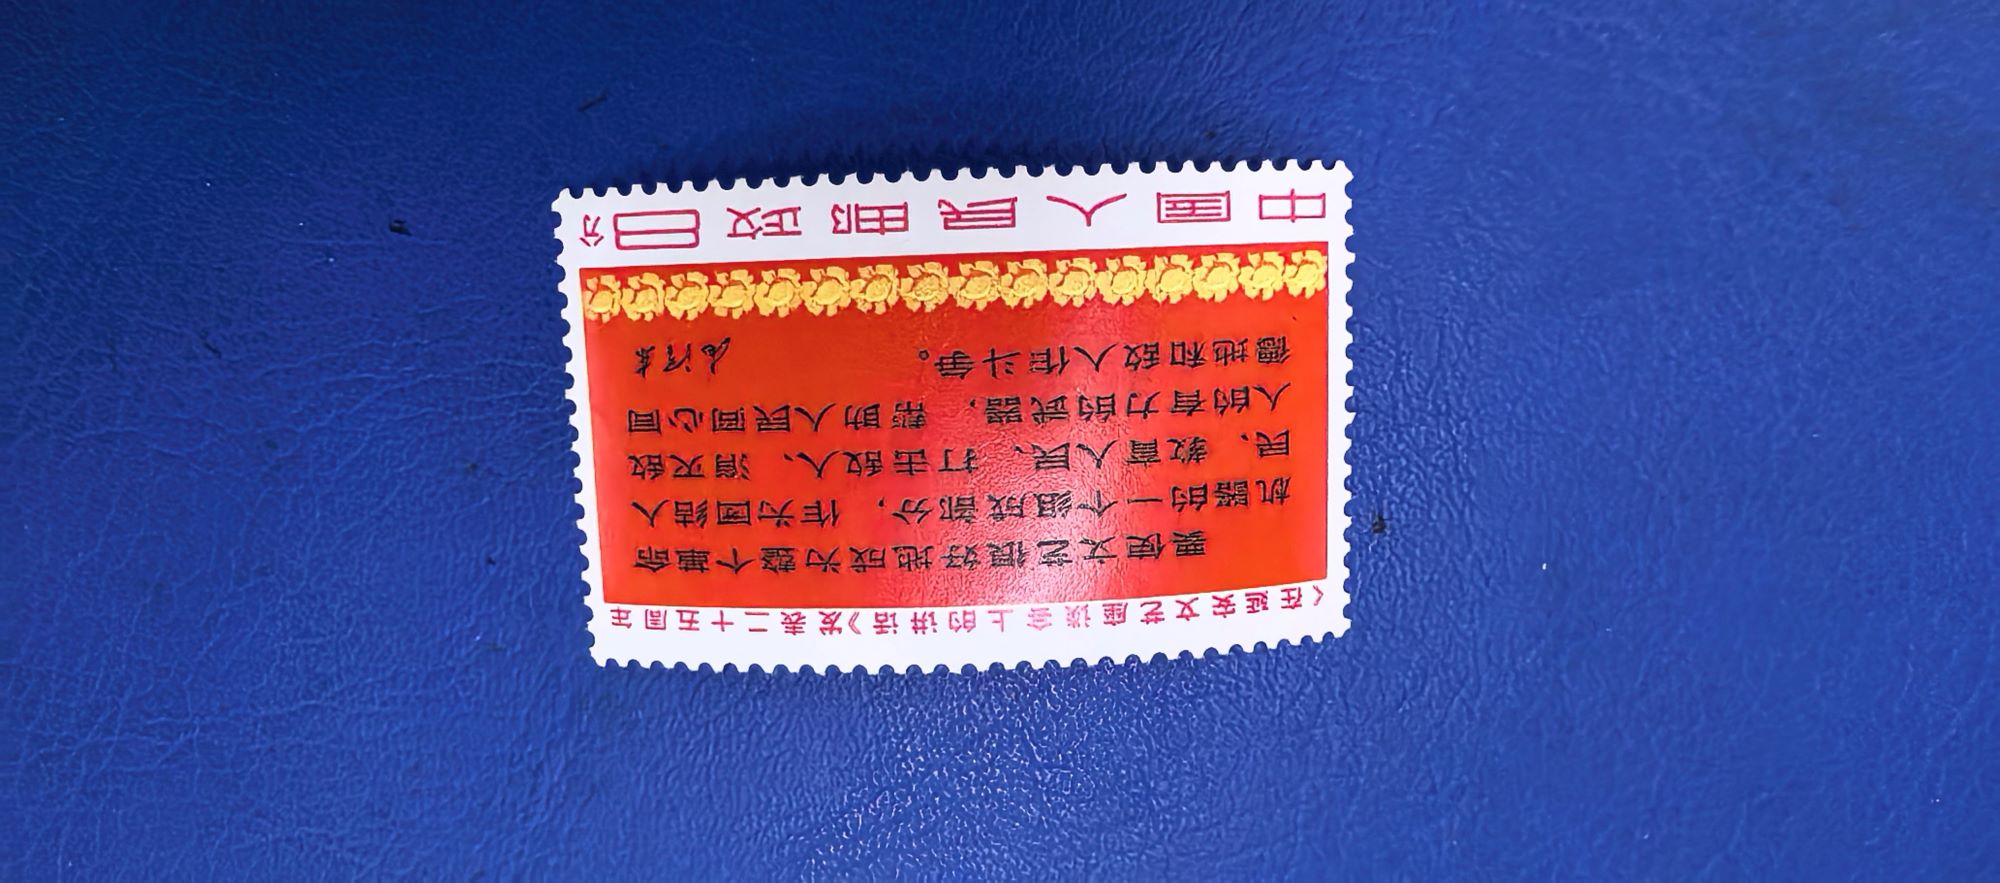 《在延安文艺座谈会上的讲话》发表二十五周年
要使文艺很好地成为整个革命
机器的一个组成部分，作为团结人
民、教育人民、打击敌人、消灭敌
人的有力的武器，帮助人民同心同
德地和敌人作斗争。 毛泽东
中國人民邮政 8分